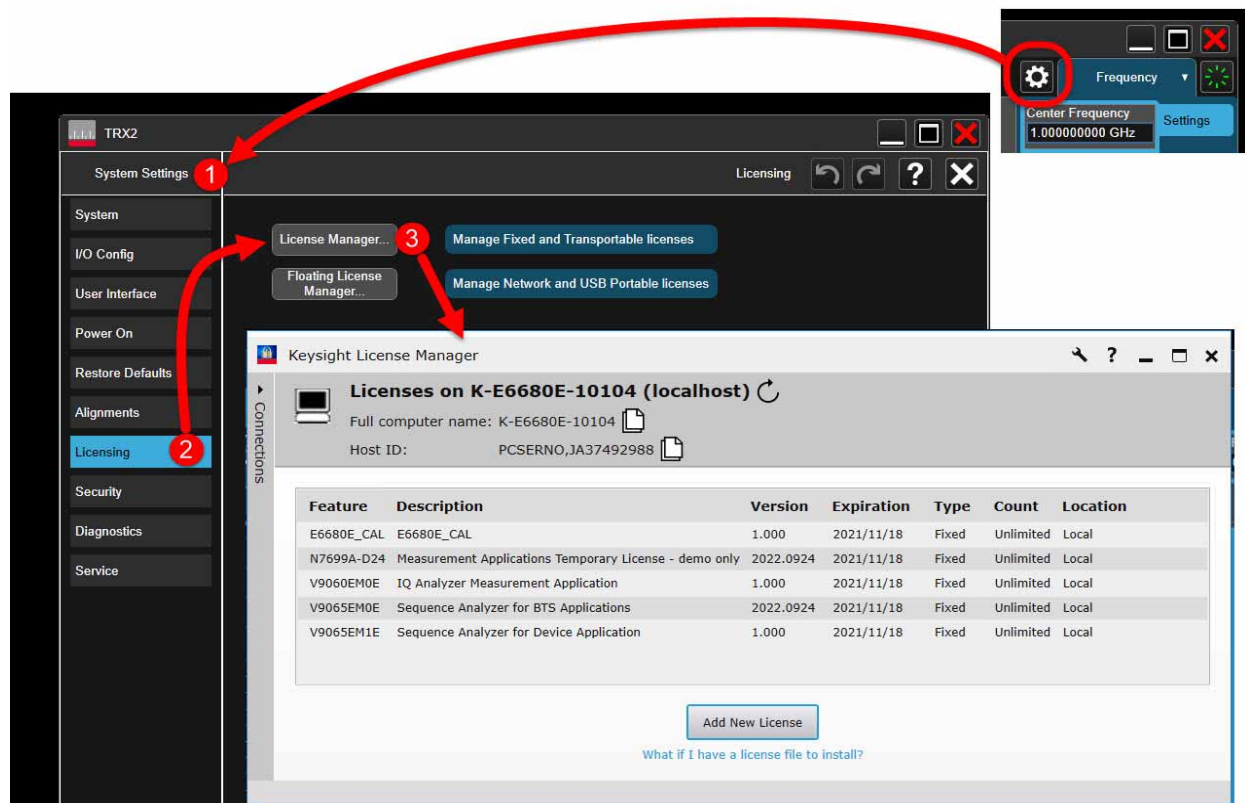 Frequency
Center Frequency
1.000000000 GHz
Settings
TRX2
System Settings
1
Licensing
?
System
I/O Config
User Interface
Power On
Restore Defaults
Alignments
Licensing
2
Security
Diagnostics
Service
License Manager...
3
Manage Fixed and Transportable licenses
Floating License
Manager...
Manage Network and USB Portable licenses
Keysight License Manager
?
Connections
Licenses on K-E6680E-10104 (localhost)
Full computer name: K-E6680E-10104
Host ID: PCSERNO,JA37492988
Feature Description Version Expiration Type Count Location
E6680E_CAL E6680E_CAL 1.000 2021/11/18 Fixed Unlimited Local
N7699A-D24 Measurement Applications Temporary License - demo only 2022.0924 2021/11/18 Fixed Unlimited Local
V9060EM0E IQ Analyzer Measurement Application 1.000 2021/11/18 Fixed Unlimited Local
V9065EM0E Sequence Analyzer for BTS Applications 2022.0924 2021/11/18 Fixed Unlimited Local
V9065EM1E Sequence Analyzer for Device Application 1.000 2021/11/18 Fixed Unlimited Local
Add New License
What if I have a license file to install?